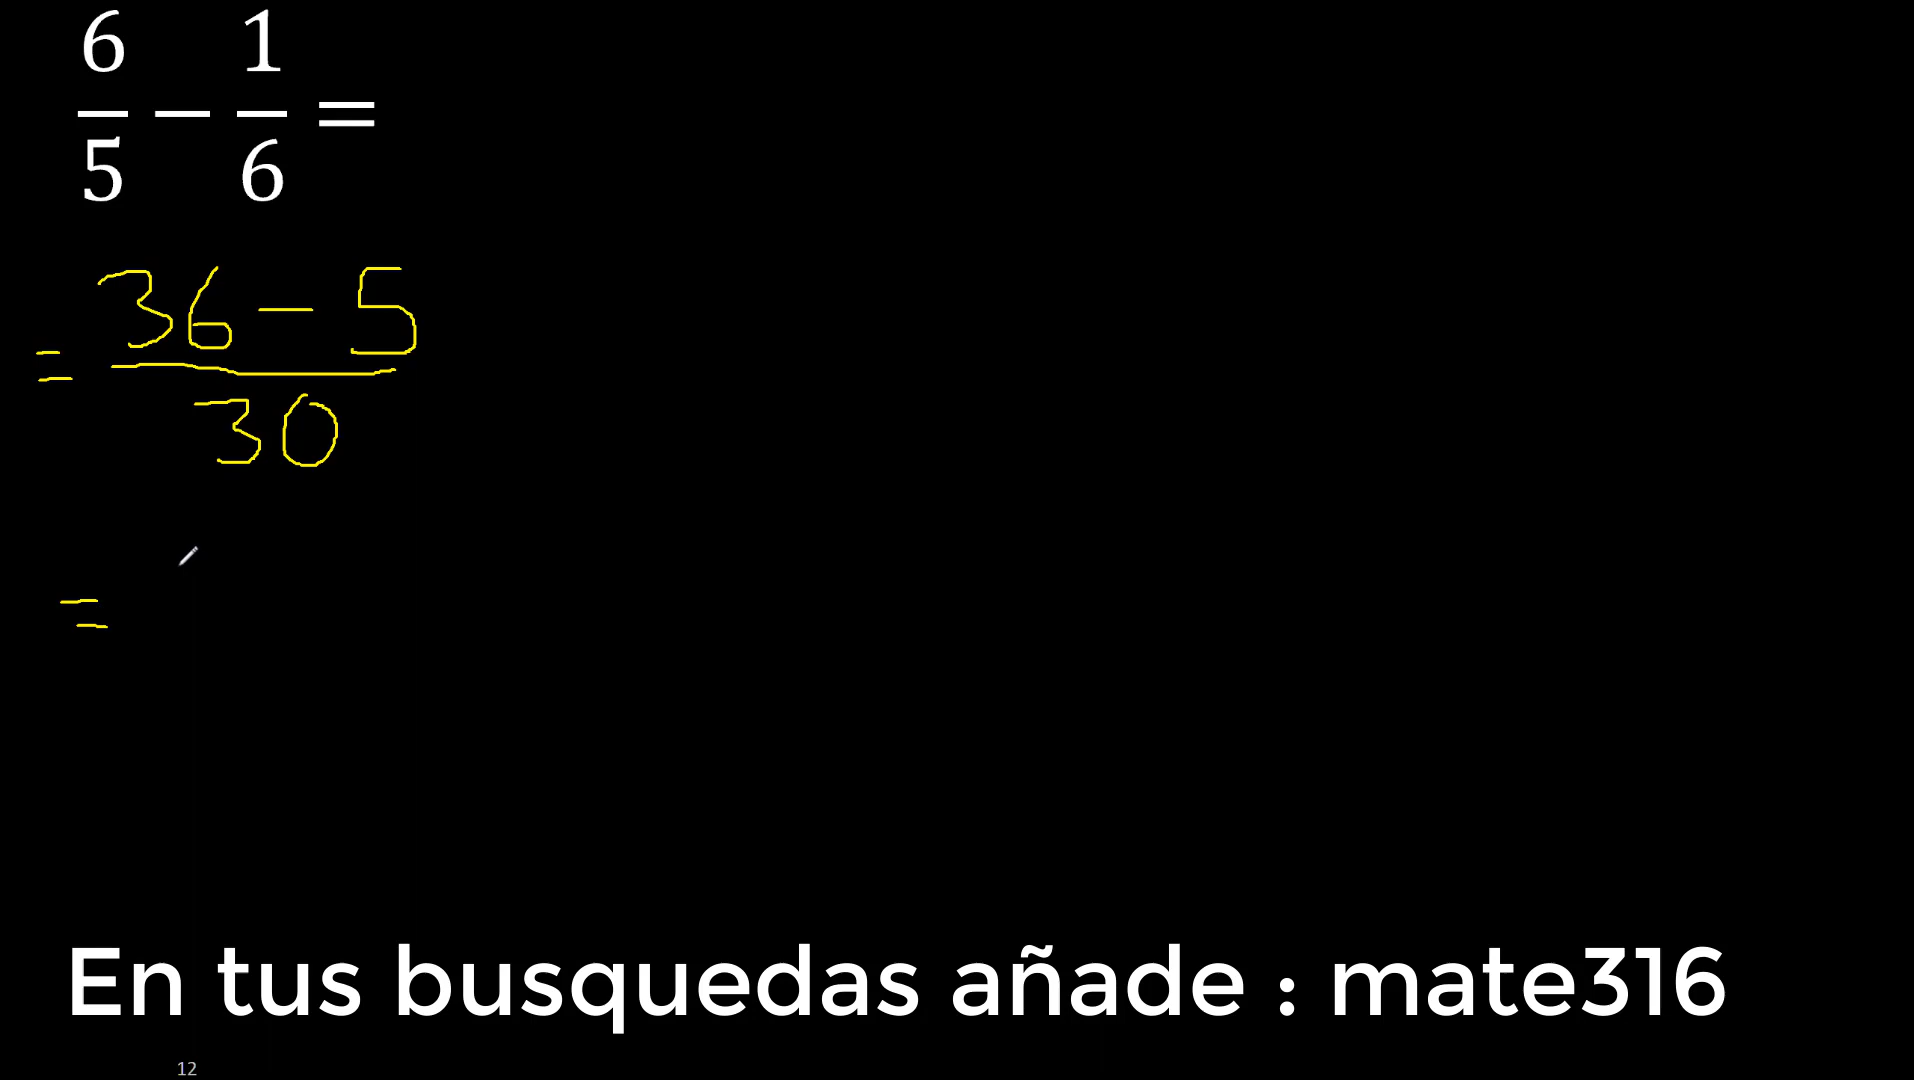 6/5 − 1/6 =
= 36 − 5 / 30
=
En tus busquedas añade : mate316
12